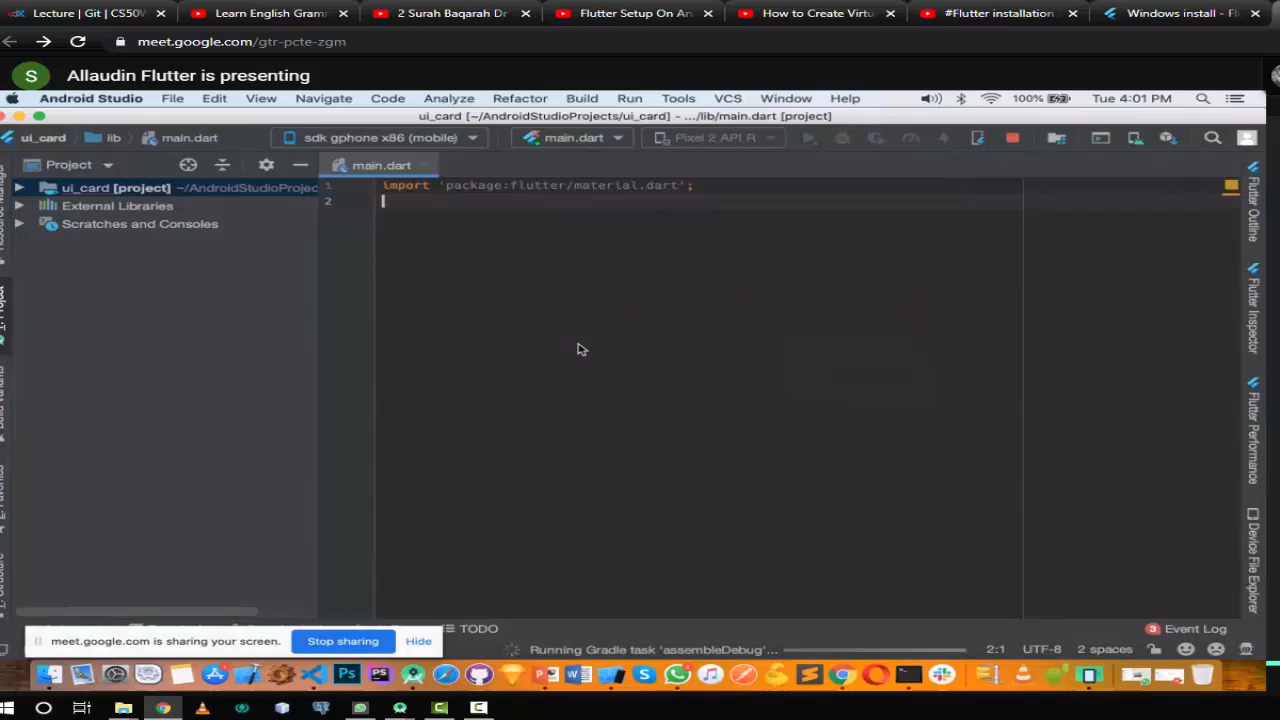 Lecture | Git | CS50
Learn English Gram
2 Surah Baqarah Dr
Flutter Setup On An
How to Create Virtu
#Flutter installation
Windows install - Fl
meet.google.com/gtr-pcte-zgm
S
Allaudin Flutter is presenting
Android Studio File Edit View Navigate Code Analyze Refactor Build Run Tools VCS Window Help 100% Tue 4:01 PM
ui_card [~/AndroidStudioProjects/ui_card] - .../lib/main.dart [project]
ui_card lib main.dart sdk gphone x86 (mobile) main.dart Pixel 2 API R
Project main.dart
ui_card [project] ~/AndroidStudioProjec
External Libraries
Scratches and Consoles
1 import 'package:flutter/material.dart';
2
Flutter Outline
Flutter Inspector
Flutter Performance
Device File Explorer
1: Project
TODO
3 Event Log
meet.google.com is sharing your screen. Stop sharing Hide
Running Gradle task 'assembleDebug'... 2:1 UTF-8 2 spaces
Ps PS